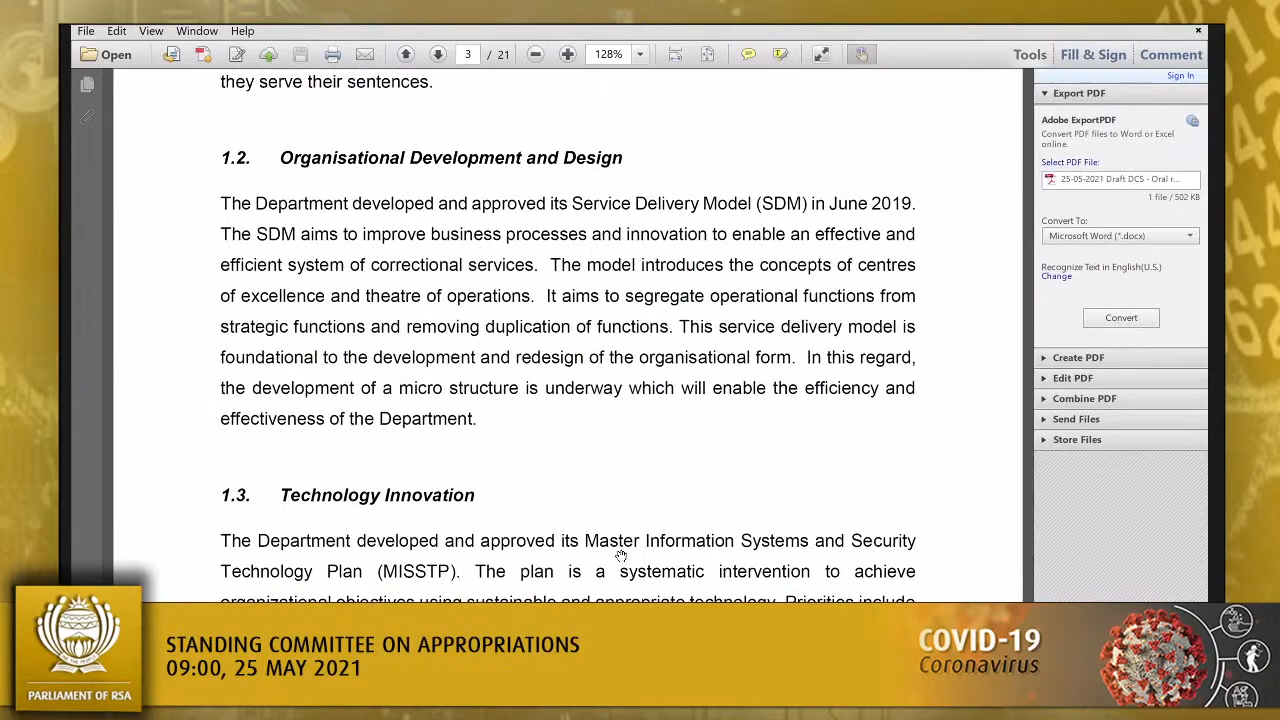 File Edit View Window Help
Open 3 / 21 128% Tools Fill & Sign Comment
they serve their sentences.
1.2. Organisational Development and Design
The Department developed and approved its Service Delivery Model (SDM) in June 2019.
The SDM aims to improve business processes and innovation to enable an effective and
efficient system of correctional services. The model introduces the concepts of centres
of excellence and theatre of operations. It aims to segregate operational functions from
strategic functions and removing duplication of functions. This service delivery model is
foundational to the development and redesign of the organisational form. In this regard,
the development of a micro structure is underway which will enable the efficiency and
effectiveness of the Department.
1.3. Technology Innovation
The Department developed and approved its Master Information Systems and Security
Technology Plan (MISSTP). The plan is a systematic intervention to achieve
organizational objectives using sustainable and appropriate technology. Priorities include
Sign In
Export PDF
Adobe ExportPDF
Convert PDF files to Word or Excel
online.
Select PDF File:
25-05-2021 Draft DCS - Oral r...
1 file / 502 KB
Convert To:
Microsoft Word (*.docx)
Recognize Text in English(U.S.)
Change
Convert
Create PDF
Edit PDF
Combine PDF
Send Files
Store Files
PARLIAMENT OF RSA
STANDING COMMITTEE ON APPROPRIATIONS
09:00, 25 MAY 2021
COVID-19
Coronavirus